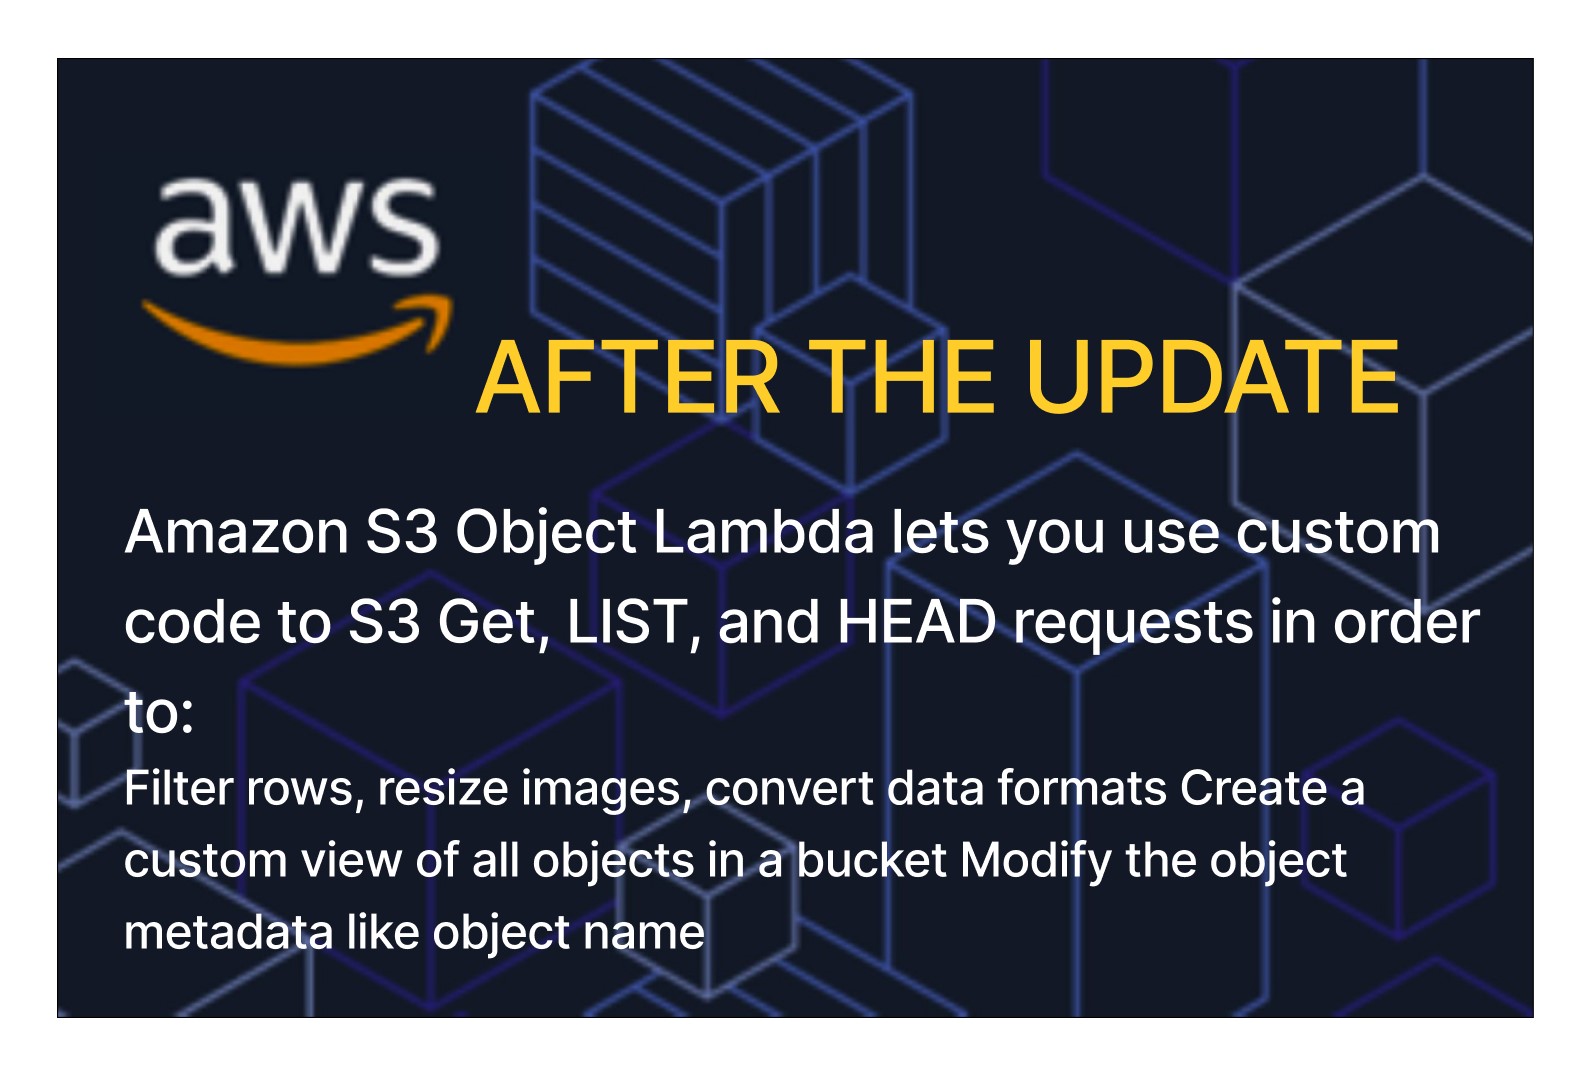 aws
AFTER THE UPDATE
Amazon S3 Object Lambda lets you use custom
code to S3 Get, LIST, and HEAD requests in order
to:
Filter rows, resize images, convert data formats Create a
custom view of all objects in a bucket Modify the object
metadata like object name